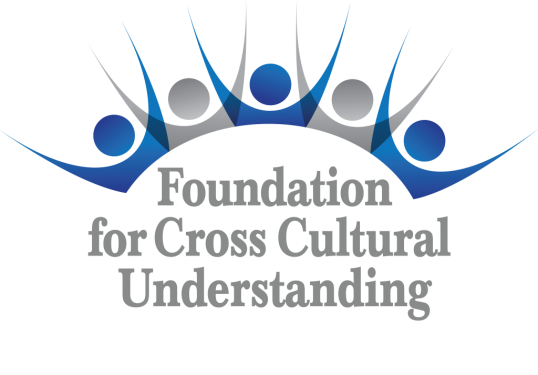 Foundation
for Cross Cultural
Understanding